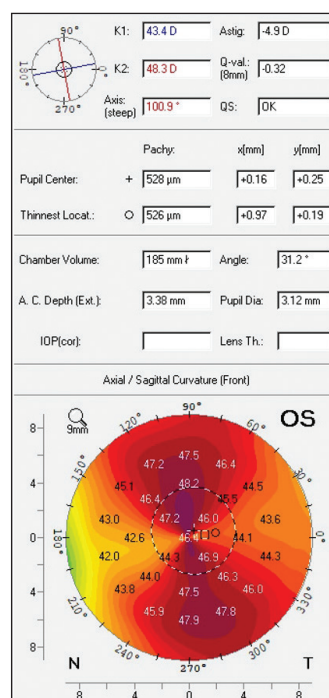 90°
180°
0°
270°
K1: 43.4 D Astig: -4.9 D
K2: 48.3 D Q-val.: (8mm) -0.32
Axis: (steep) 100.9 ° QS: OK
Pachy: x[mm] y[mm]
Pupil Center: + 528 µm +0.16 +0.25
Thinnest Locat.: O 526 µm +0.97 +0.19
Chamber Volume: 185 mm ł Angle: 31.2 °
A. C. Depth (Ext.): 3.38 mm Pupil Dia: 3.12 mm
IOP(cor): Lens Th.:
Axial / Sagittal Curvature (Front)
9mm
OS
90°
120° 60°
150° 30°
180° 0°
210° 330°
240° 300°
270°
8
4
0
4
8
47.5
47.2 46.4
48.2
45.1 44.5
46.4 45.5
43.0 47.2 46.0 43.6
42.6 44.1
42.0 44.3 46.9 44.3
44.0 46.3
43.8 47.5 46.0
45.9 47.8
47.9
N T
8 4 0 4 8